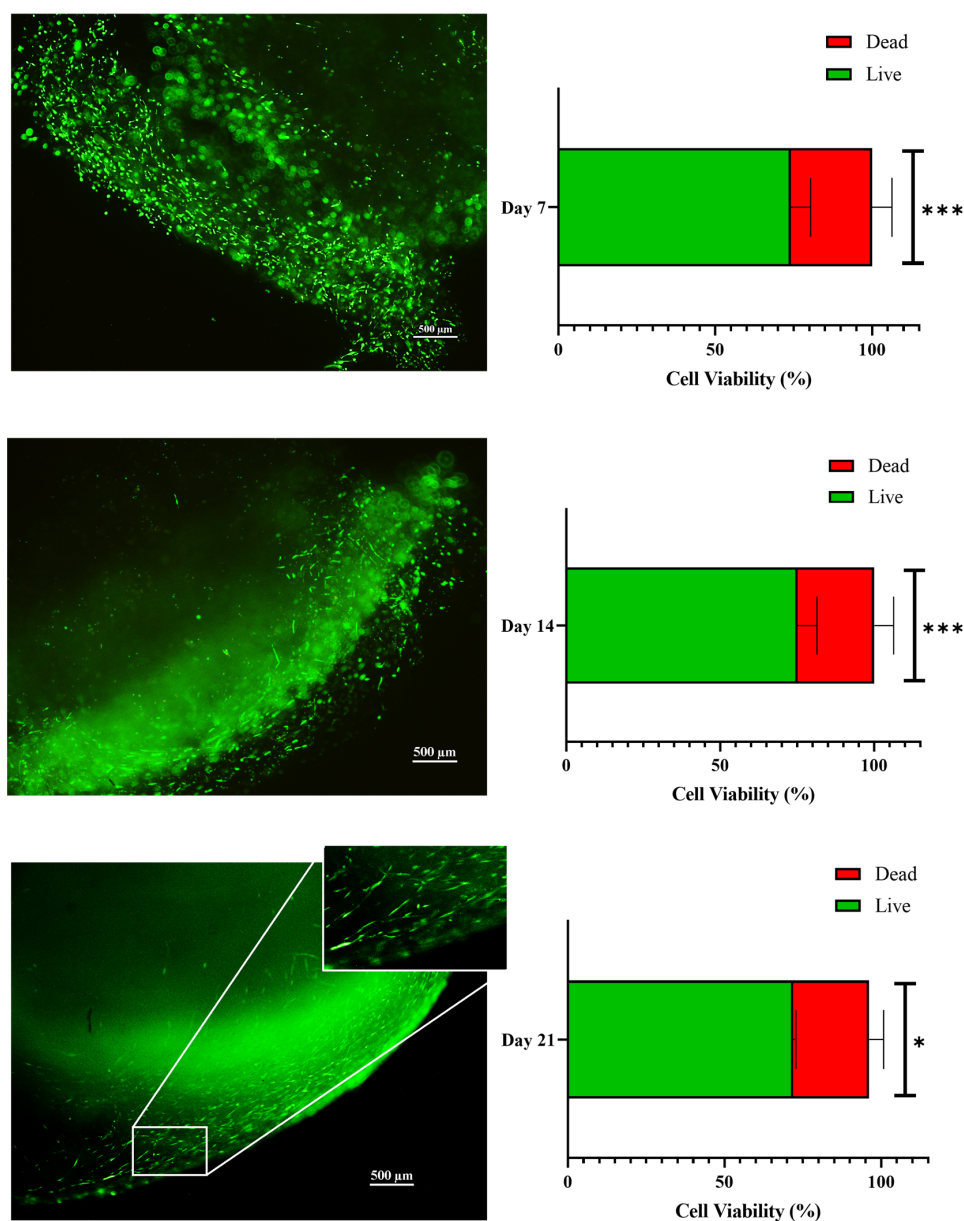 Dead
Live
Day 7
***
500 µm
0 50 100
Cell Viability (%)
Dead
Live
Day 14
***
500 µm
0 50 100
Cell Viability (%)
Dead
Live
Day 21
*
500 µm
0 50 100
Cell Viability (%)